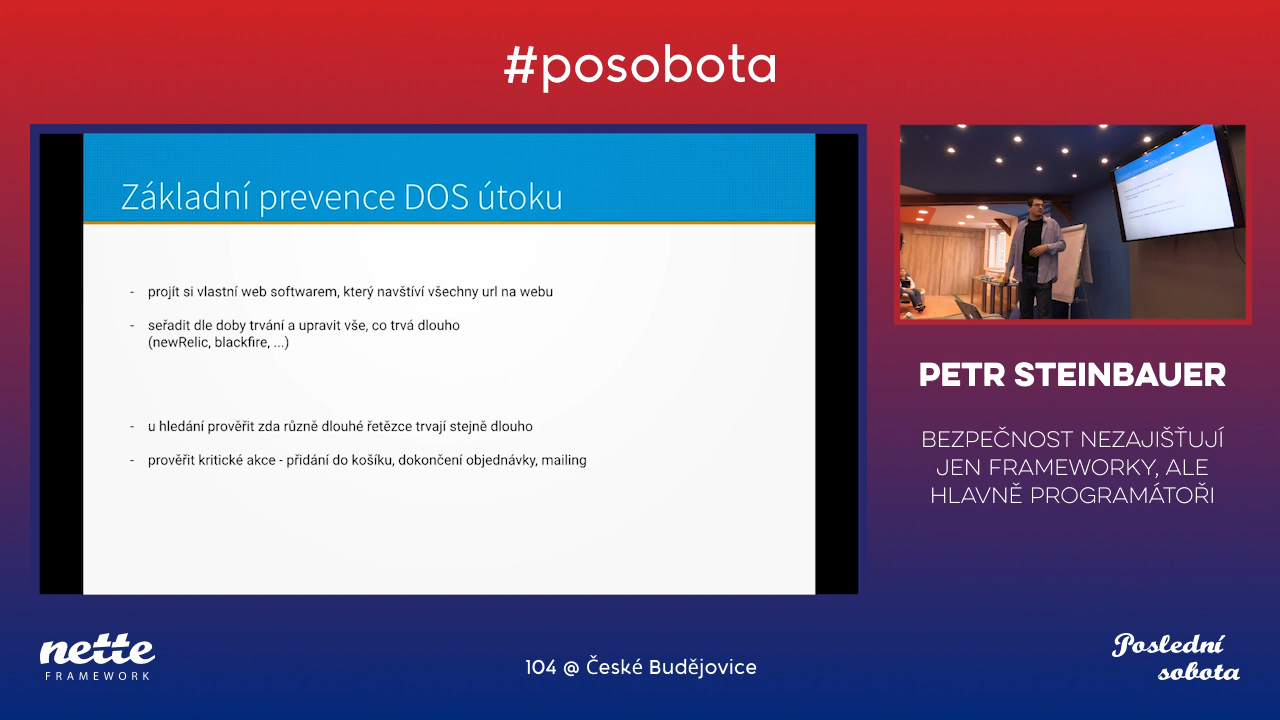 #posobota
Základní prevence DOS útoku
- projít si vlastní web softwarem, který navštíví všechny url na webu
- seřadit dle doby trvání a upravit vše, co trvá dlouho
(newRelic, blackfire, ...)
- u hledání prověřit zda různě dlouhé řetězce trvají stejně dlouho
- prověřit kritické akce - přidání do košíku, dokončení objednávky, mailing
PETR STEINBAUER
BEZPEČNOST NEZAJIŠŤUJÍ
JEN FRAMEWORKY, ALE
HLAVNĚ PROGRAMÁTOŘI
nette
FRAMEWORK
104 @ České Budějovice
Poslední
sobota